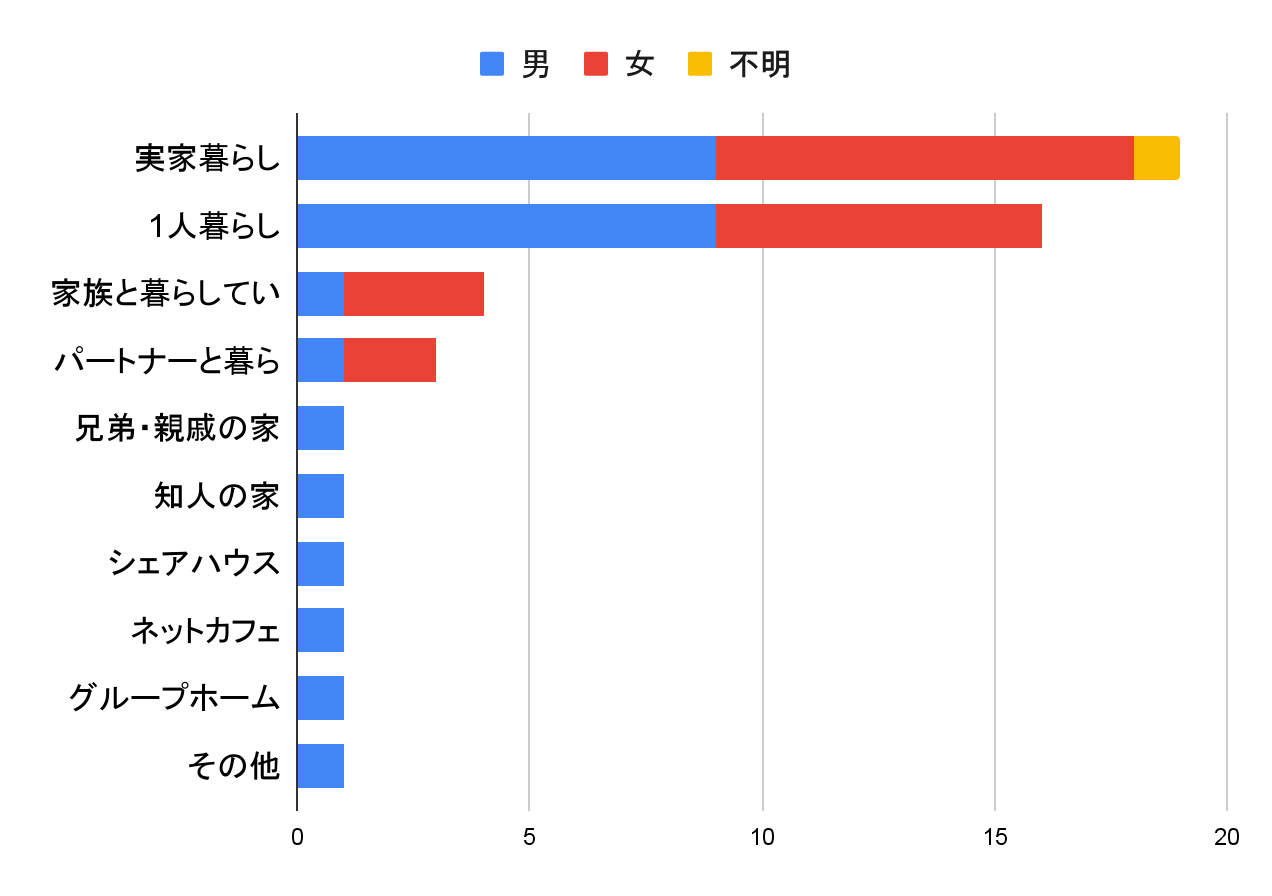 男 女 不明
実家暮らし
1人暮らし
家族と暮らしてい
パートナーと暮ら
兄弟・親戚の家
知人の家
シェアハウス
ネットカフェ
グループホーム
その他
0 5 10 15 20